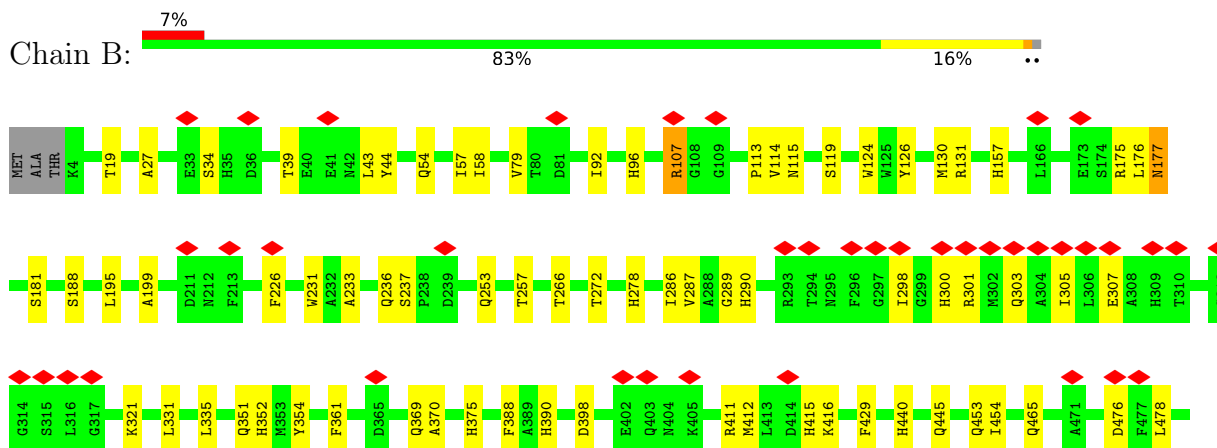 7%
Chain B:
83% 16% ..
MET ALA THR K4 T19 A27 E33 S34 H35 D36 T39 E40 E41 N42 L43 Y44 Q54 I57 I58 V79 T80 D81 I92 H96 R107 G108 G109 P113 V114 N115 S119 W124 W125 Y126 M130 R131 H157 L166 E173 S174 R175 L176 N177
S181 S188 L195 A199 D211 N212 F213 F226 W231 A232 A233 Q236 S237 P238 D239 Q253 T257 T266 T272 H278 I286 V287 A288 G289 H290 R293 T294 N295 F296 G297 I298 G299 H300 R301 M302 Q303 A304 I305 L306 E307 A308 H309 T310
G314 S315 L316 G317 K321 L331 L335 Q351 H352 M353 Y354 F361 D365 Q369 A370 H375 F388 A389 H390 D398 E402 Q403 N404 K405 R411 M412 L413 D414 H415 K416 F429 H440 Q445 Q453 I454 Q465 A471 D476 F477 L478